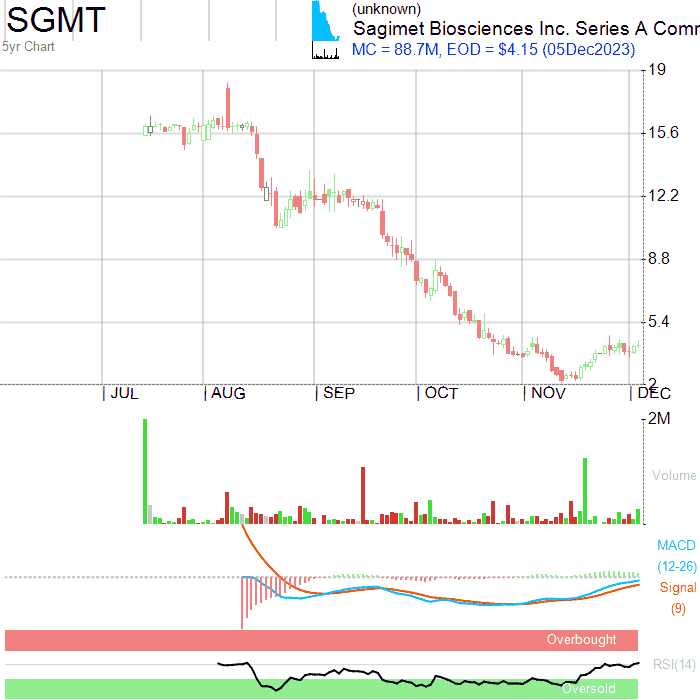 SGMT
5yr Chart
(unknown)
Sagimet Biosciences Inc. Series A Comm
MC = 88.7M, EOD = $4.15 (05Dec2023)
19
15.6
12.2
8.8
5.4
2
JUL AUG SEP OCT NOV DEC
2M
Volume
MACD
(12-26)
Signal
(9)
Overbought
RSI(14)
Oversold